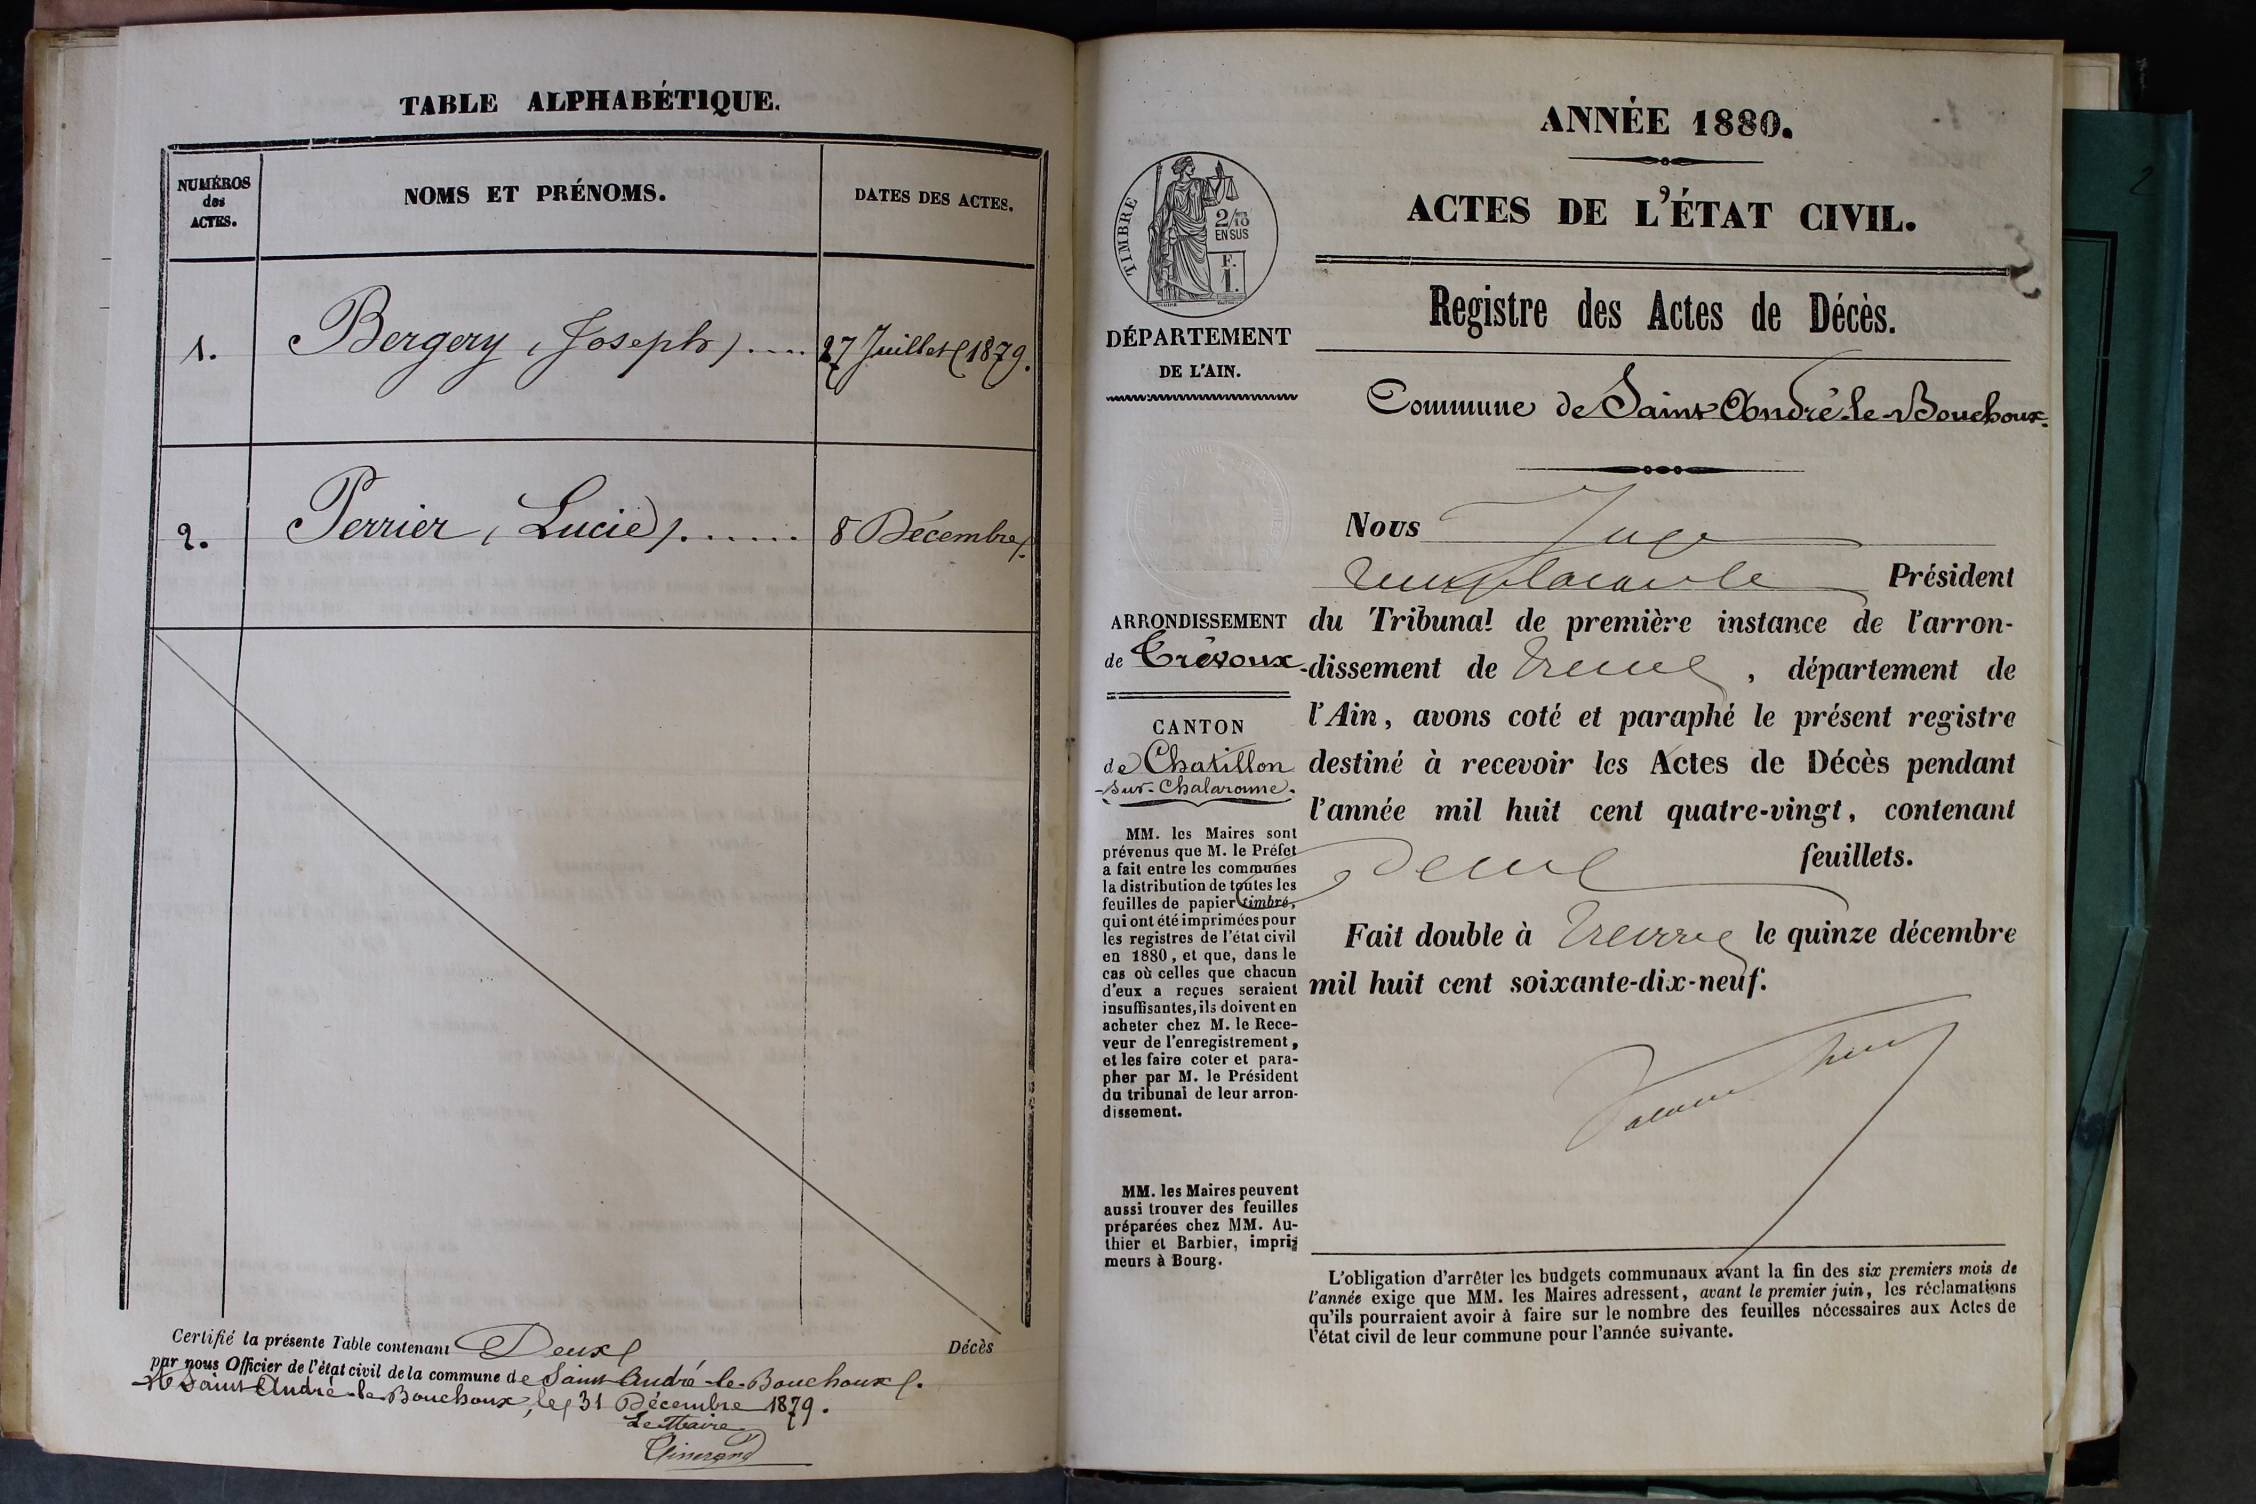 TABLE ALPHABÉTIQUE.
NUMÉROS
des
ACTES.
NOMS ET PRÉNOMS.
DATES DES ACTES.
1. Bergery (Joseph) .... 27 Juillet 1879.
2. Perrier (Lucie) ...... 8 Décembre
Certifié la présente Table contenant Deux Décès
par nous Officier de l'état civil de la commune de Saint-André-le-Bouchoux.
A Saint-André-le-Bouchoux, le 31 Décembre 1879.
Le Maire
ANNÉE 1880.
ACTES DE L'ÉTAT CIVIL.
TIMBRE
2/10
EN SUS
F.
1.
Registre des Actes de Décès.
DÉPARTEMENT
DE L'AIN.
Commune de Saint André-le-Bouchoux.
ARRONDISSEMENT
de Trévoux
CANTON
de Chatillon
-sur-Chalaronne.
MM. les Maires sont
prévenus que M. le Préfet
a fait entre les communes
la distribution de toutes les
feuilles de papier timbré,
qui ont été imprimées pour
les registres de l'état civil
en 1880, et que, dans le
cas où celles que chacun
d'eux a reçues seraient
insuffisantes, ils doivent en
acheter chez M. le Rece-
veur de l'enregistrement,
et les faire coter et para-
pher par M. le Président
du tribunal de leur arron-
dissement.
MM. les Maires peuvent
aussi trouver des feuilles
préparées chez MM. Au-
thier et Barbier, impri-
meurs à Bourg.
Nous Juge
remplaçant le Président
du Tribunal de première instance de l'arron-
dissement de Trévoux, département de
l'Ain, avons coté et paraphé le présent registre
destiné à recevoir les Actes de Décès pendant
l'année mil huit cent quatre-vingt, contenant
Deux feuillets.
Fait double à Trévoux le quinze décembre
mil huit cent soixante-dix-neuf.
L'obligation d'arrêter les budgets communaux avant la fin des six premiers mois de
l'année exige que MM. les Maires adressent, avant le premier juin, les réclamations
qu'ils pourraient avoir à faire sur le nombre des feuilles nécessaires aux Actes de
l'état civil de leur commune pour l'année suivante.